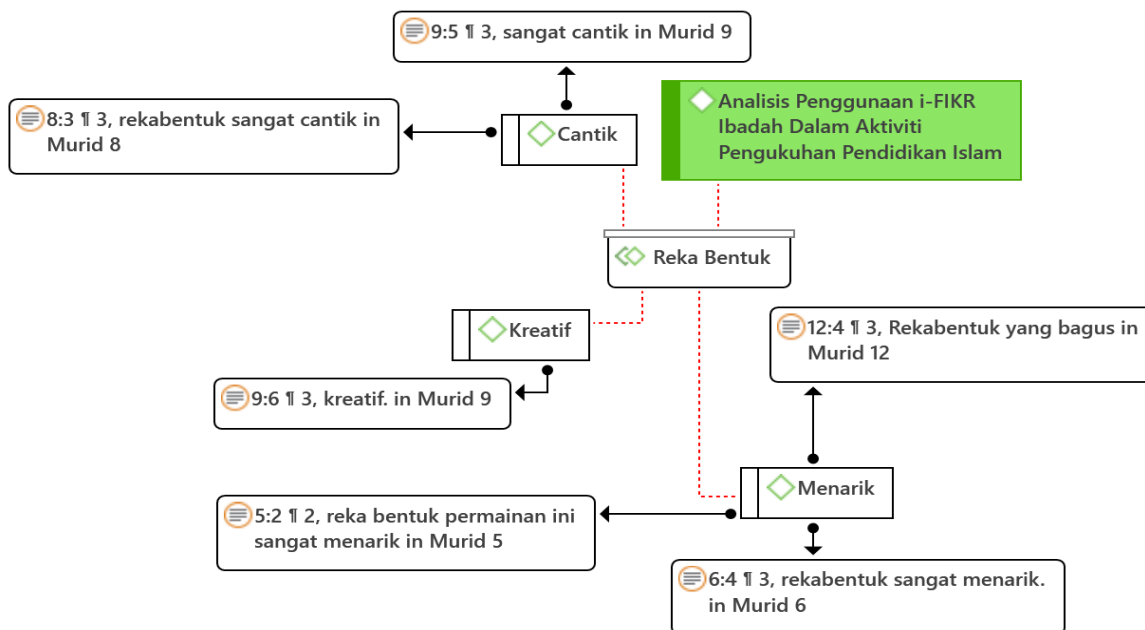 9:5 ¶ 3, sangat cantik in Murid 9
Analisis Penggunaan i-FIKR
Ibadah Dalam Aktiviti
Pengukuhan Pendidikan Islam
8:3 ¶ 3, rekabentuk sangat cantik in
Murid 8
Cantik
Reka Bentuk
Kreatif
12:4 ¶ 3, Rekabentuk yang bagus in
Murid 12
9:6 ¶ 3, kreatif. in Murid 9
Menarik
5:2 ¶ 2, reka bentuk permainan ini
sangat menarik in Murid 5
6:4 ¶ 3, rekabentuk sangat menarik.
in Murid 6